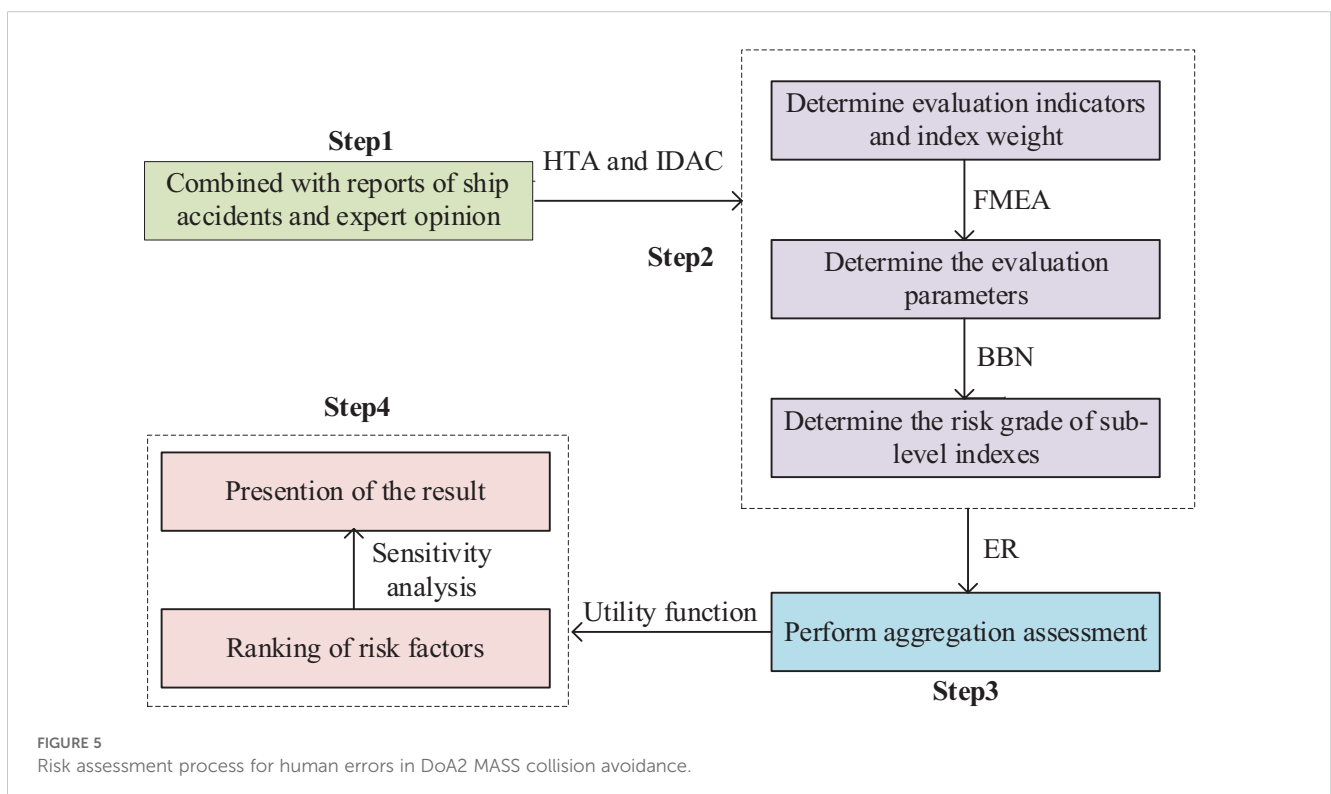 Step1
Combined with reports of ship
accidents and expert opinion
HTA and IDAC
Step2
Determine evaluation indicators
and index weight
FMEA
Determine the evaluation
parameters
BBN
Determine the risk grade of sub-
level indexes
ER
Perform aggregation assessment
Step3
Utility function
Step4
Presention of the result
Sensitivity
analysis
Ranking of risk factors
FIGURE 5
Risk assessment process for human errors in DoA2 MASS collision avoidance.